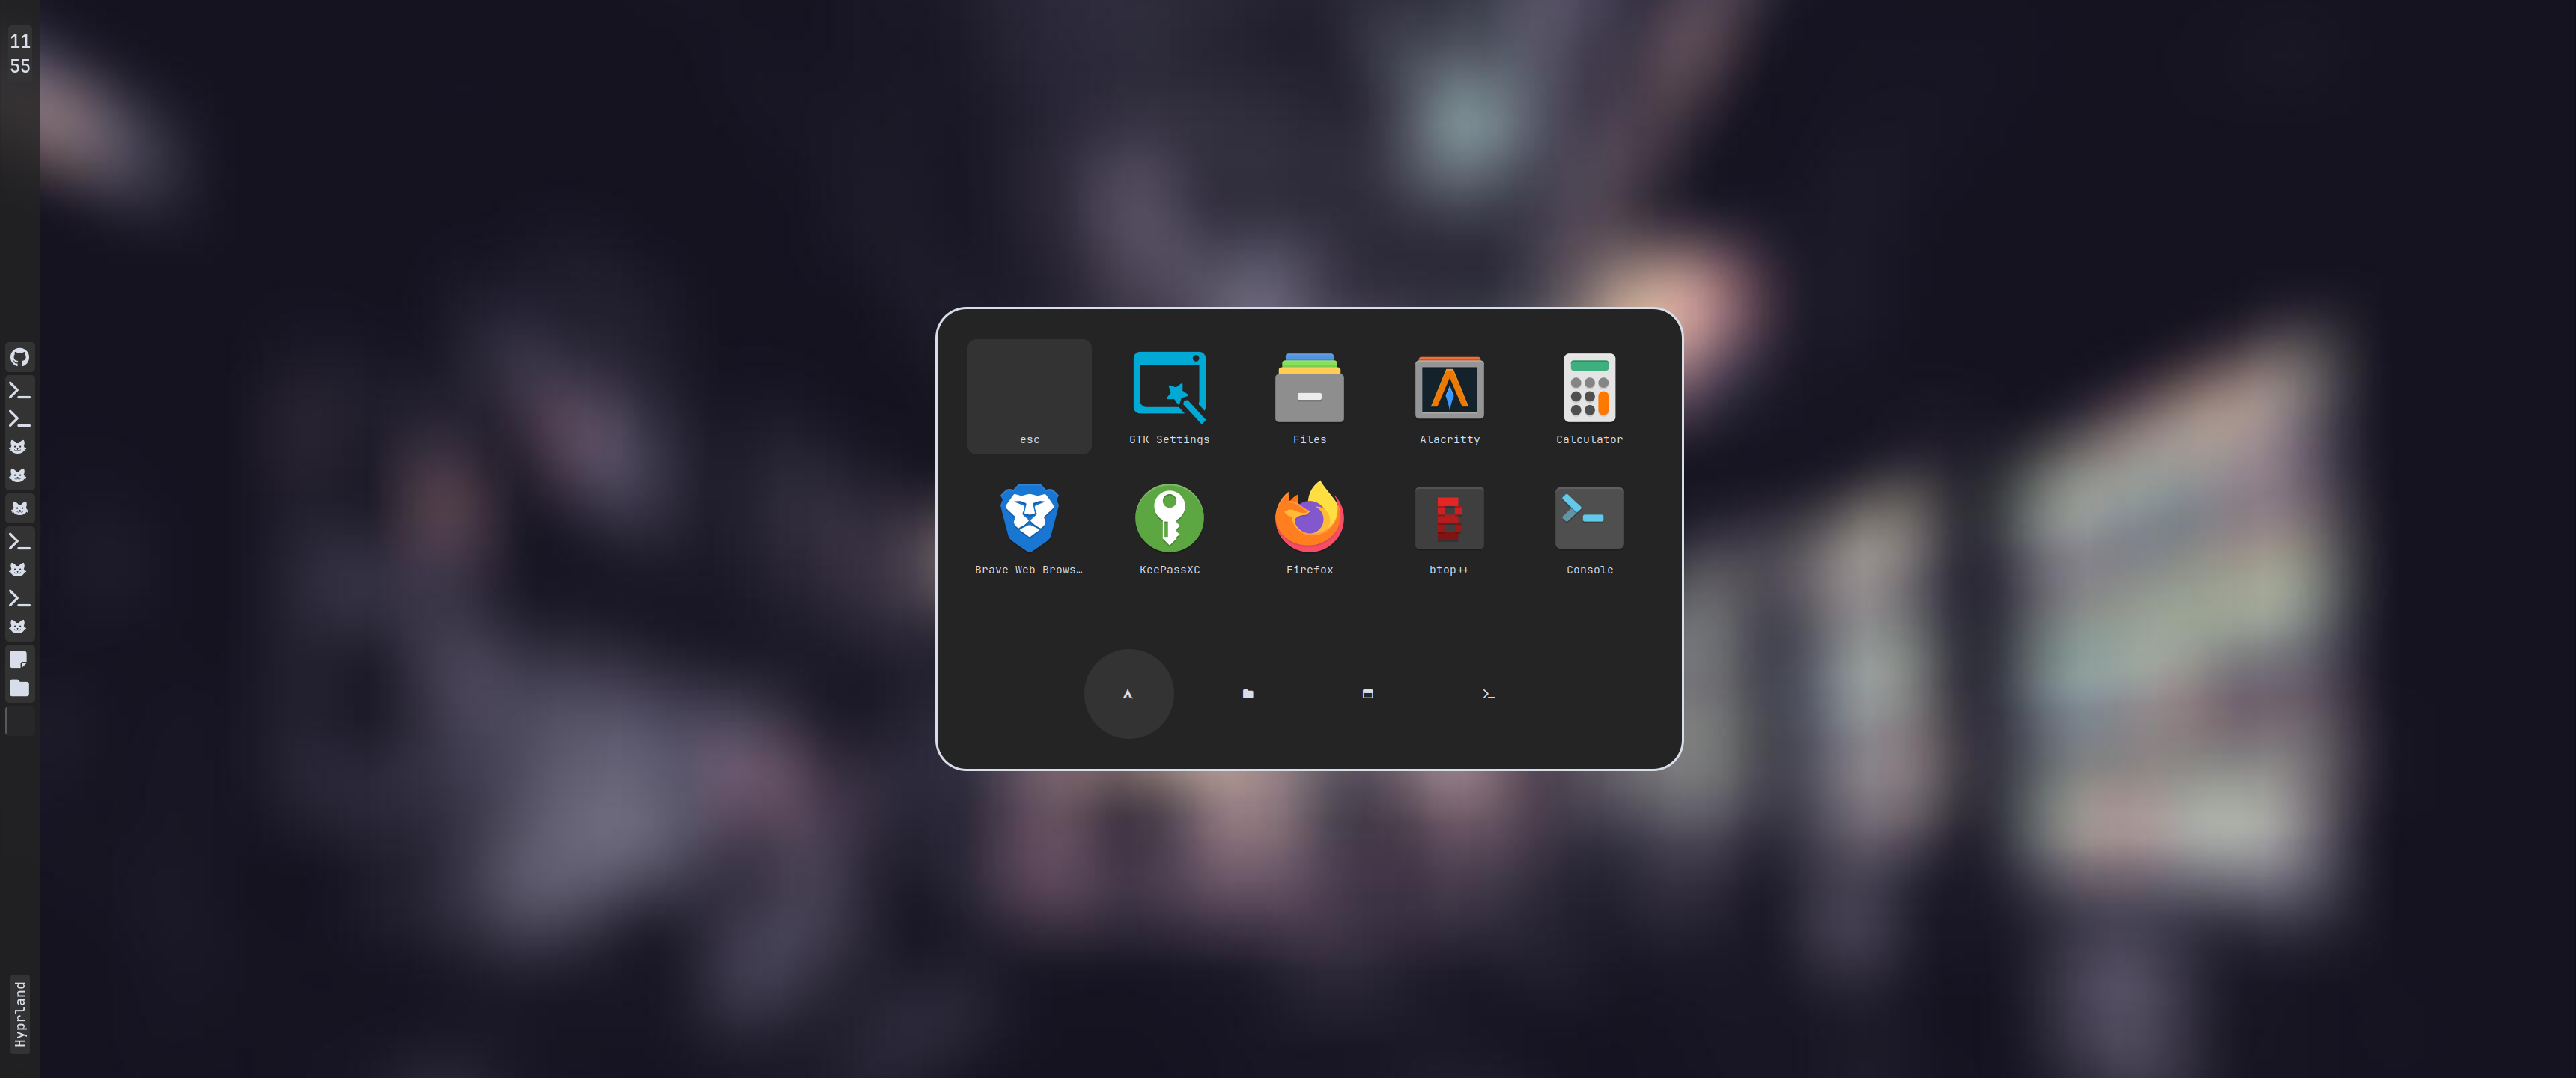 11
55
esc
GTK Settings
Files
Alacritty
Calculator
Brave Web Brows…
KeePassXC
Firefox
btop++
Console
Hyprland